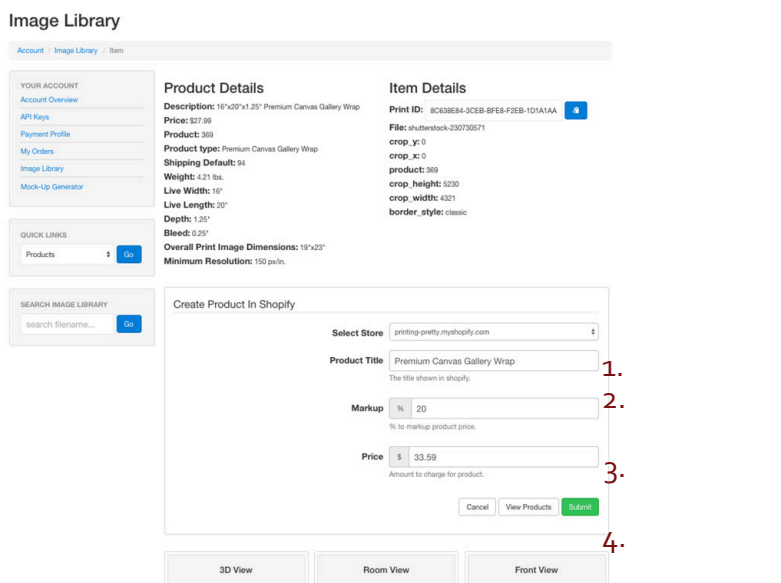 Image Library
Account / Image Library / Item
YOUR ACCOUNT
Account Overview
API Keys
Payment Profile
My Orders
Image Library
Mock-Up Generator
QUICK LINKS
Products
Go
SEARCH IMAGE LIBRARY
search filename...
Go
Product Details
Description: 16"x20"x1.25" Premium Canvas Gallery Wrap
Price: $27.99
Product: 369
Product type: Premium Canvas Gallery Wrap
Shipping Default: 94
Weight: 4.21 lbs.
Live Width: 16"
Live Length: 20"
Depth: 1.25"
Bleed: 0.25"
Overall Print Image Dimensions: 19"x23"
Minimum Resolution: 150 px/in.
Item Details
Print ID: 8C638E84-3CEB-BFE8-F2EB-1D1A1AA
File: shutterstock-230730571
crop_y: 0
crop_x: 0
product: 369
crop_height: 5230
crop_width: 4321
border_style: classic
Create Product In Shopify
Select Store printing-pretty.myshopify.com
Product Title Premium Canvas Gallery Wrap
The title shown in shopify.
1.
Markup % 20
% to markup product price.
2.
Price $ 33.59
Amount to charge for product.
3.
Cancel View Products Submit
4.
3D View Room View Front View